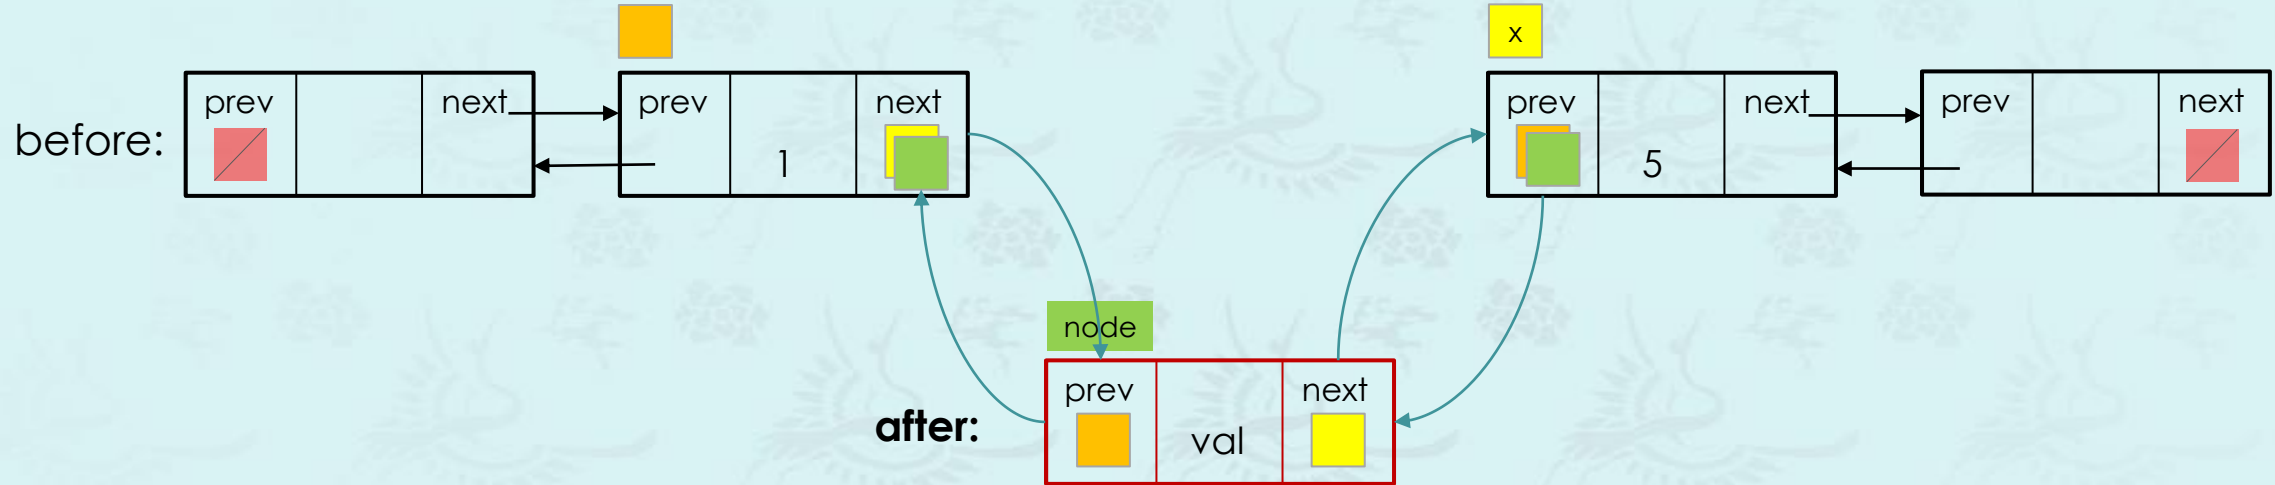 x
prev next prev next prev next prev next
before: 1 5
node
prev next
after: val